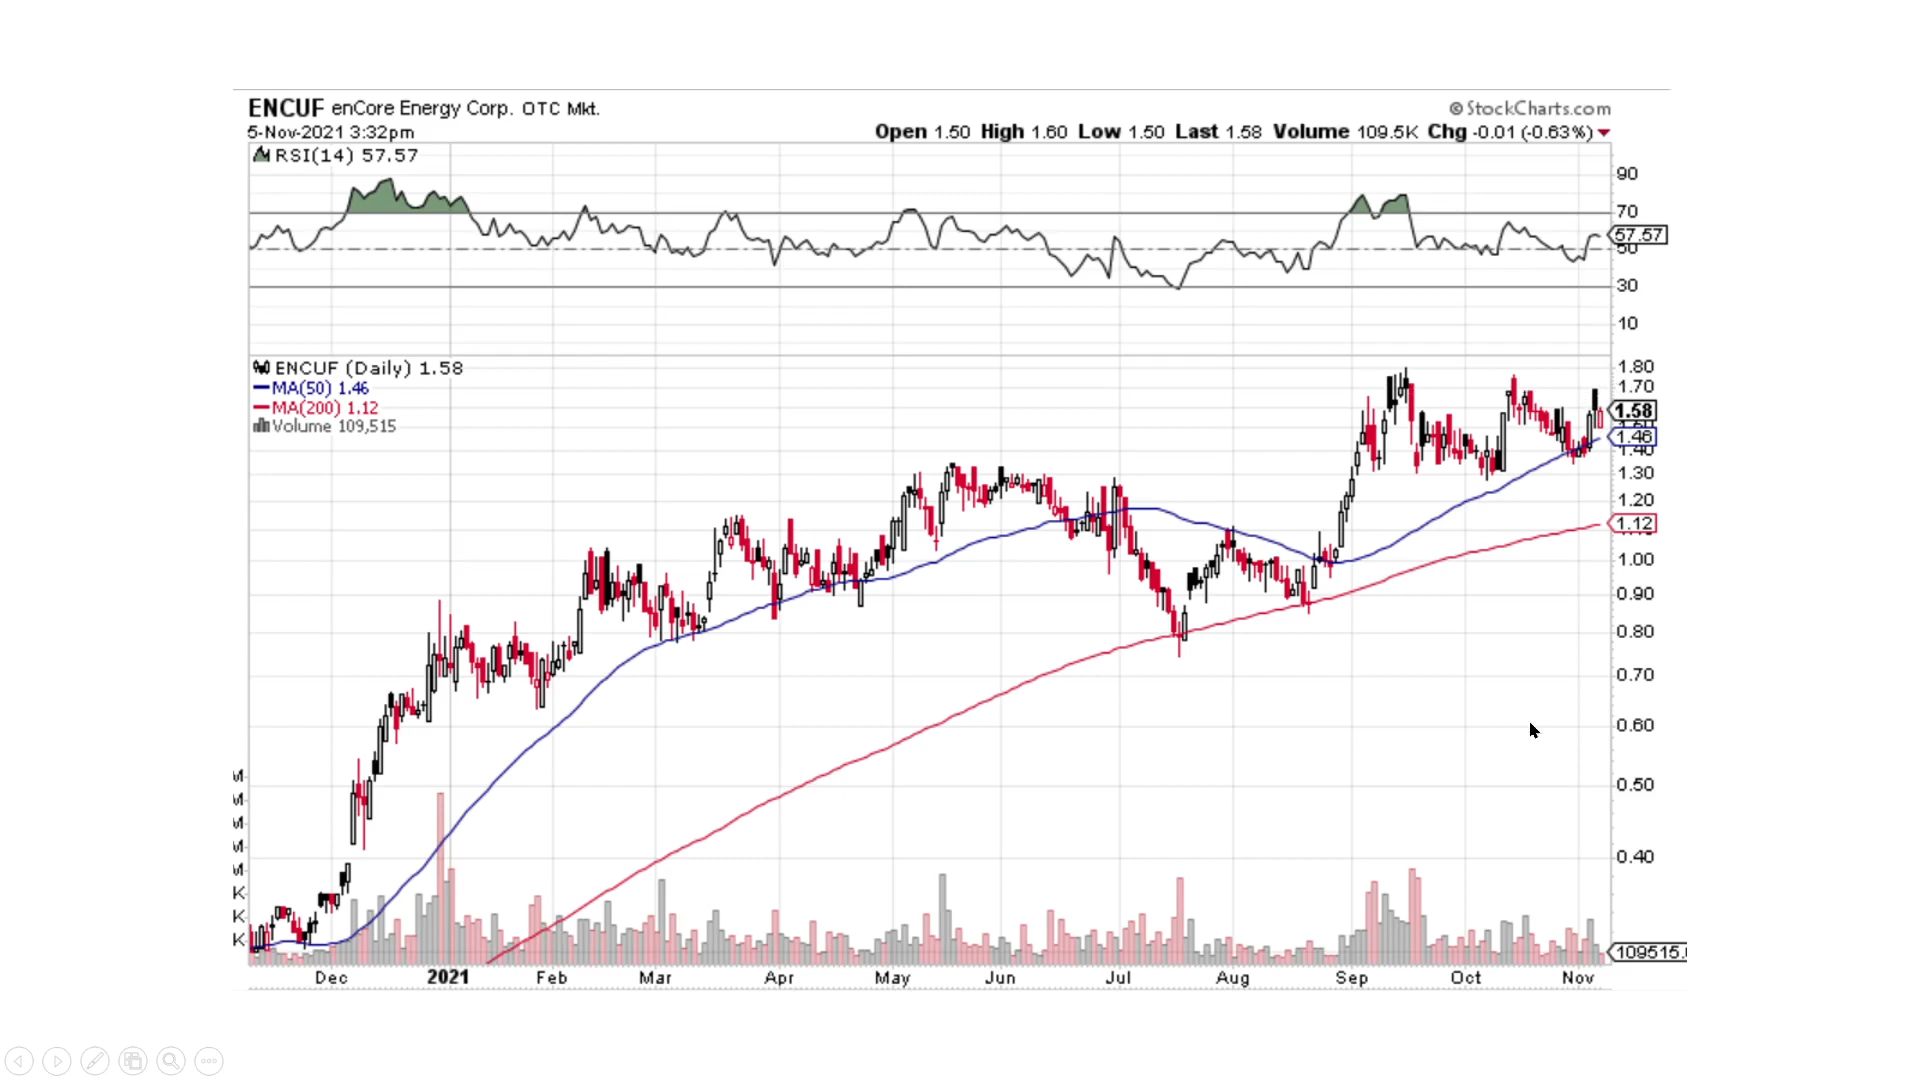 ENCUF enCore Energy Corp. OTC Mkt.
© StockCharts.com
5-Nov-2021 3:32pm
Open 1.50 High 1.60 Low 1.50 Last 1.58 Volume 109.5K Chg -0.01 (-0.63%)
RSI(14) 57.57
90
70
57.57
50
30
10
ENCUF (Daily) 1.58
MA(50) 1.46
MA(200) 1.12
Volume 109,515
1.80
1.70
1.58
1.46
1.40
1.30
1.20
1.12
1.00
0.90
0.80
0.70
0.60
0.50
0.40
M
M
M
M
M
K
K
K
109515.
Dec 2021 Feb Mar Apr May Jun Jul Aug Sep Oct Nov